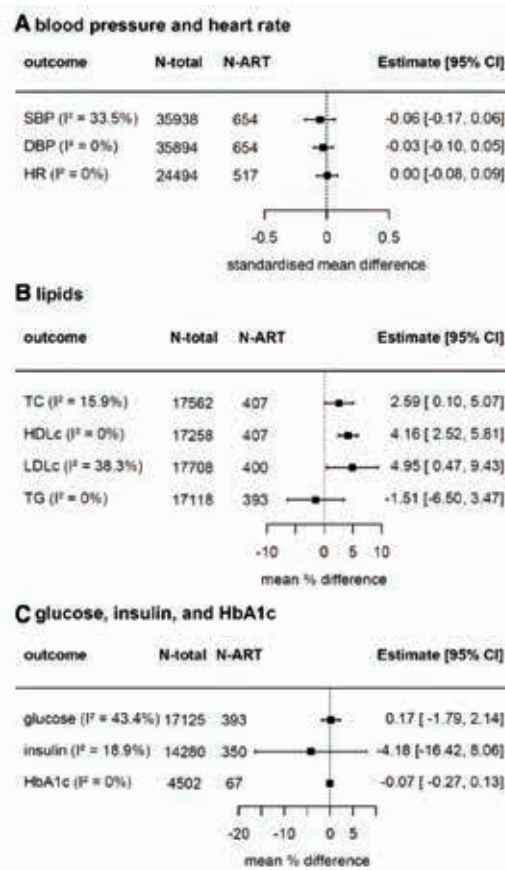 A blood pressure and heart rate
outcome N-total N-ART Estimate [95% CI]
SBP (I² = 33.5%) 35938 654 -0.06 [-0.17, 0.06]
DBP (I² = 0%) 35894 654 -0.03 [-0.10, 0.05]
HR (I² = 0%) 24494 517 0.00 [-0.08, 0.09]
-0.5 0 0.5
standardised mean difference
B lipids
outcome N-total N-ART Estimate [95% CI]
TC (I² = 15.9%) 17562 407 2.59 [ 0.10, 5.07]
HDLc (I² = 0%) 17258 407 4.16 [ 2.52, 5.81]
LDLc (I² = 38.3%) 17708 400 4.95 [ 0.47, 9.43]
TG (I² = 0%) 17118 393 -1.51 [-6.50, 3.47]
-10 0 5 10
mean % difference
C glucose, insulin, and HbA1c
outcome N-total N-ART Estimate [95% CI]
glucose (I² = 43.4%) 17125 393 0.17 [ -1.79, 2.14]
insulin (I² = 18.9%) 14280 350 -4.18 [-16.42, 8.06]
HbA1c (I² = 0%) 4502 67 -0.07 [ -0.27, 0.13]
-20 -10 0 5
mean % difference